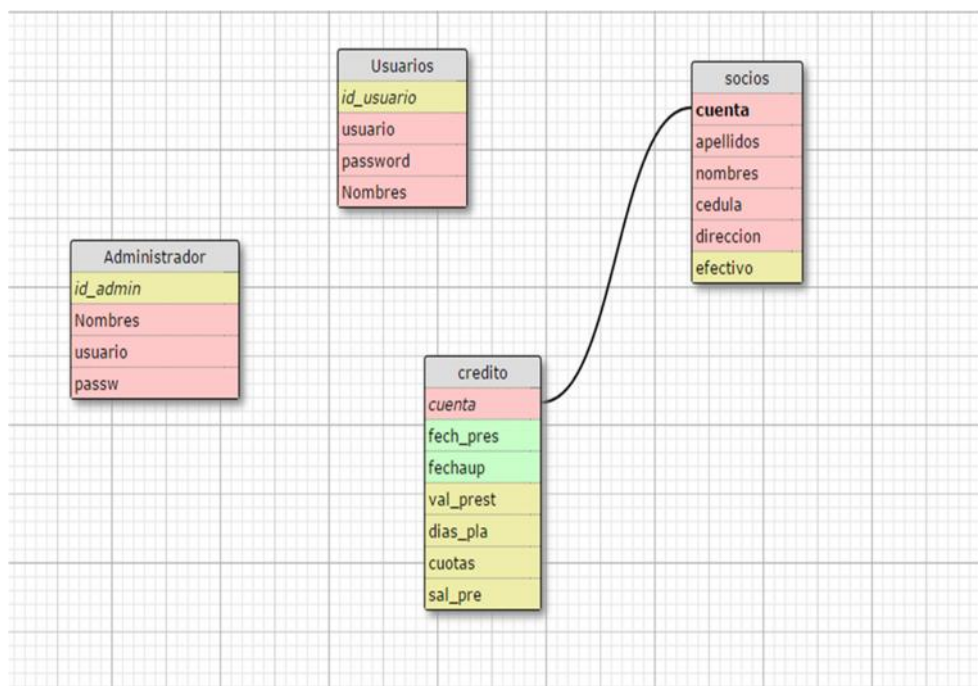 Usuarios
id_usuario
usuario
password
Nombres
socios
cuenta
apellidos
nombres
cedula
direccion
efectivo
Administrador
id_admin
Nombres
usuario
passw
credito
cuenta
fech_pres
fechaup
val_prest
dias_pla
cuotas
sal_pre